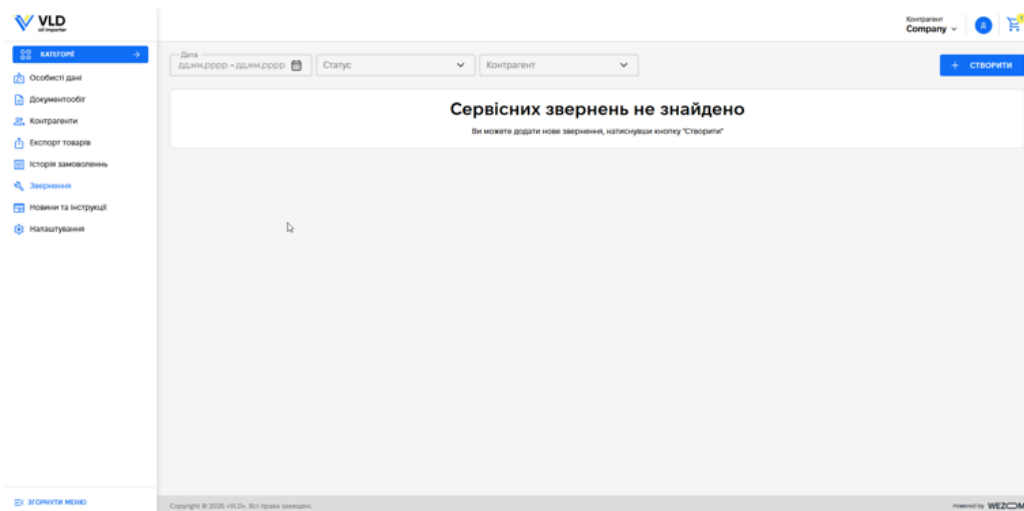 VLD
oil importer
Контрагент
Company
КАТЕГОРІЇ
Особисті дані
Документообіг
Контрагенти
Експорт товарів
Історія замовленнь
Звернення
Новини та інструкції
Налаштування
Дата
дд.мм.рррр - дд.мм.рррр
Статус
Контрагент
+ СТВОРИТИ
Сервісних звернень не знайдено
Ви можете додати нове звернення, натиснувши кнопку "Створити"
ЗГОРНУТИ МЕНЮ
Copyright © 2026 «VLD». Всі права захищені
Powered by WEZOM